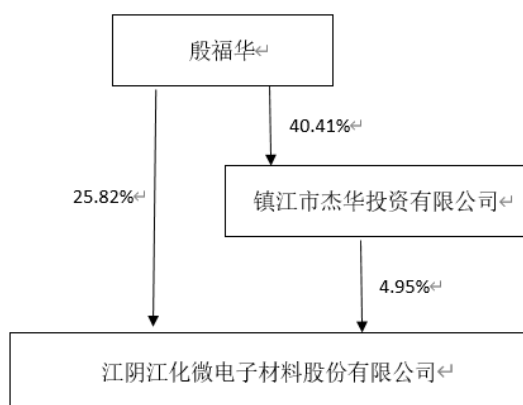 殷福华
40.41%
25.82%
镇江市杰华投资有限公司
4.95%
江阴江化微电子材料股份有限公司